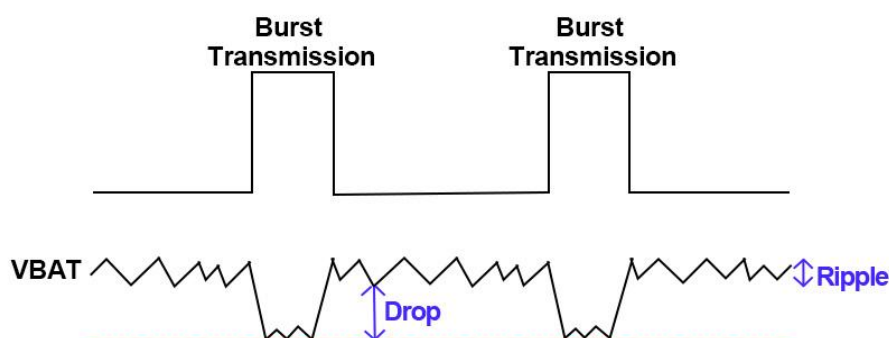 Burst
Transmission
Burst
Transmission
VBAT
Drop
Ripple